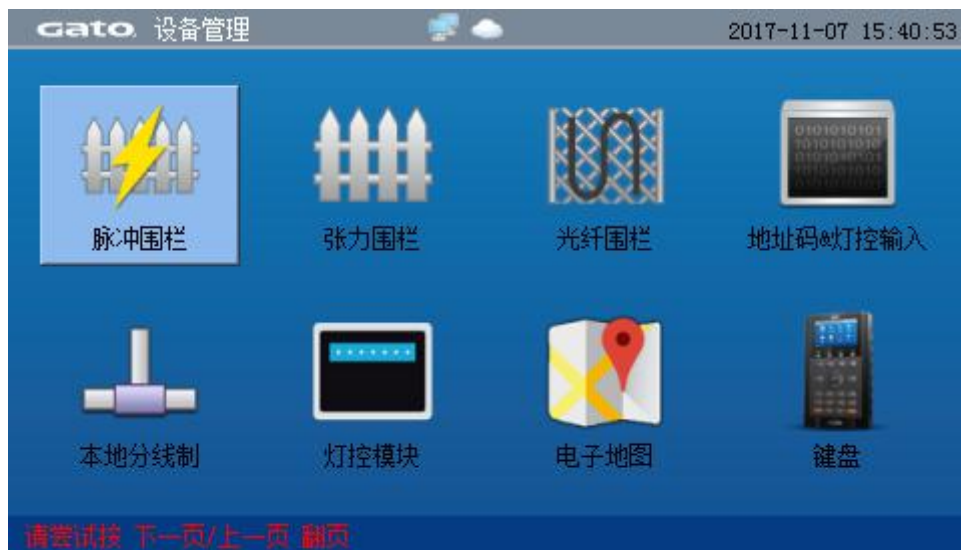 Gato 设备管理 2017-11-07 15:40:53
0101010101
1010101010
0101010101
脉冲围栏 张力围栏 光纤围栏 地址码&灯控输入
本地分线制 灯控模块 电子地图 键盘
请尝试按 下一页/上一页 翻页